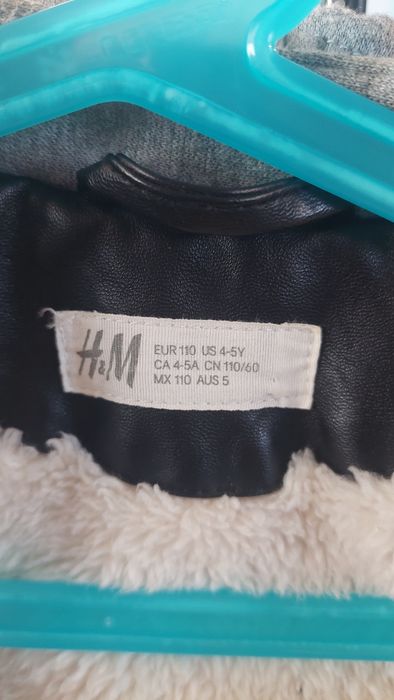 H&M
EUR 110 US 4-5Y
CA 4-5A CN 110/60
MX 110 AUS 5